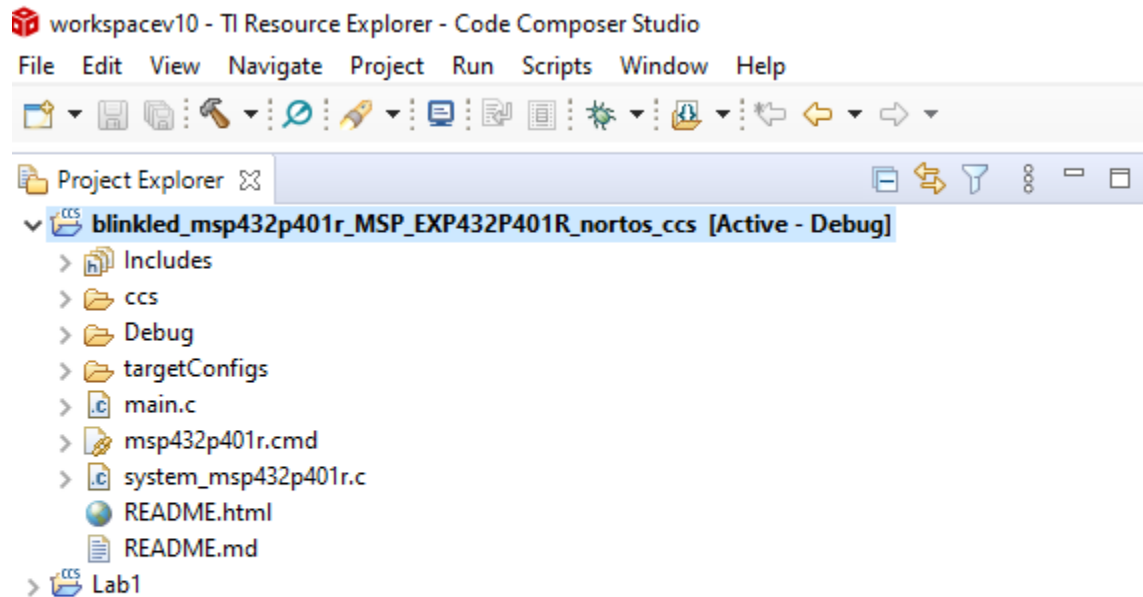 workspacev10 - TI Resource Explorer - Code Composer Studio
File Edit View Navigate Project Run Scripts Window Help
Project Explorer
blinkled_msp432p401r_MSP_EXP432P401R_nortos_ccs [Active - Debug]
Includes
ccs
Debug
targetConfigs
main.c
msp432p401r.cmd
system_msp432p401r.c
README.html
README.md
Lab1